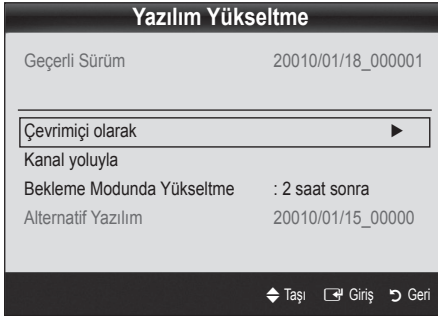 Yazılım Yükseltme
Geçerli Sürüm 20010/01/18_000001
Çevrimiçi olarak ►
Kanal yoluyla
Bekleme Modunda Yükseltme : 2 saat sonra
Alternatif Yazılım 20010/01/15_00000
Taşı Giriş Geri